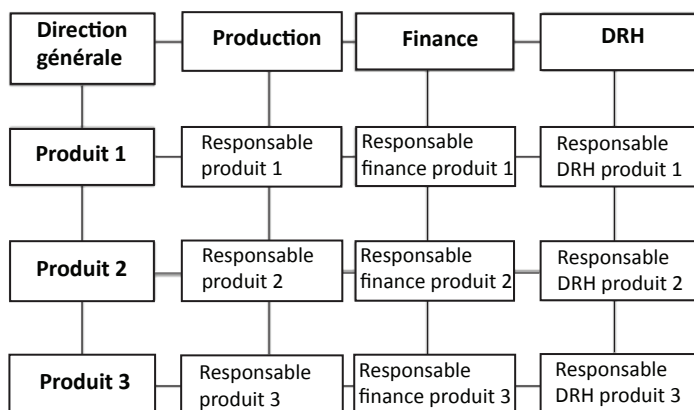 Direction
générale
Production
Finance
DRH
Produit 1
Responsable
produit 1
Responsable
finance produit 1
Responsable
DRH produit 1
Produit 2
Responsable
produit 2
Responsable
finance produit 2
Responsable
DRH produit 2
Produit 3
Responsable
produit 3
Responsable
finance produit 3
Responsable
DRH produit 3